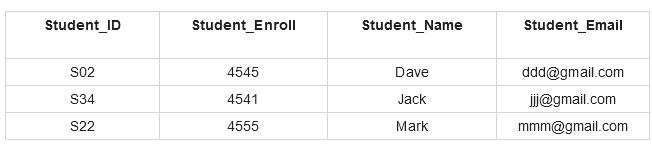 Student_ID Student_Enroll Student_Name Student_Email
S02 4545 Dave ddd@gmail.com
S34 4541 Jack jjj@gmail.com
S22 4555 Mark mmm@gmail.com